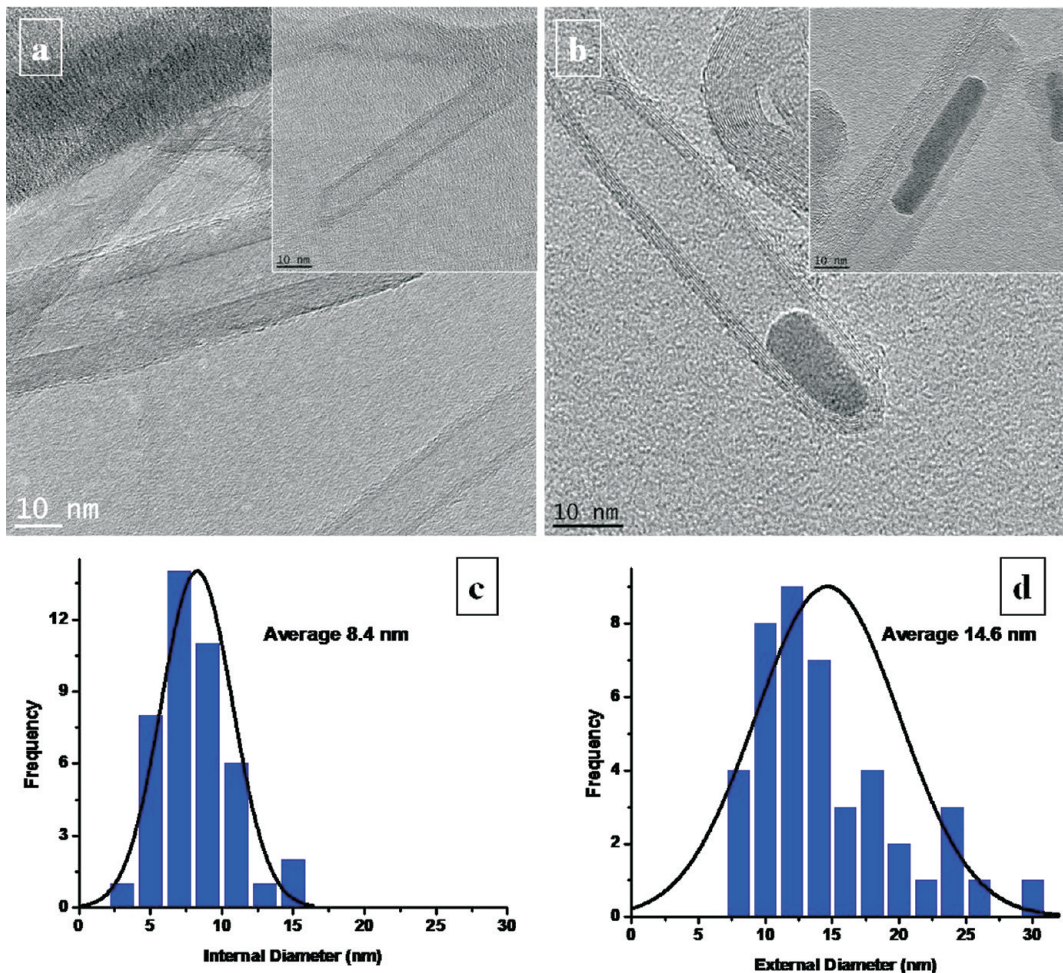 a
10 nm
10 nm
b
10 nm
10 nm
c
Average 8.4 nm
Frequency
12
9
6
3
0
0 5 10 15 20 25 30
Internal Diameter (nm)
d
Average 14.6 nm
Frequency
8
6
4
2
0
0 5 10 15 20 25 30
External Diameter (nm)